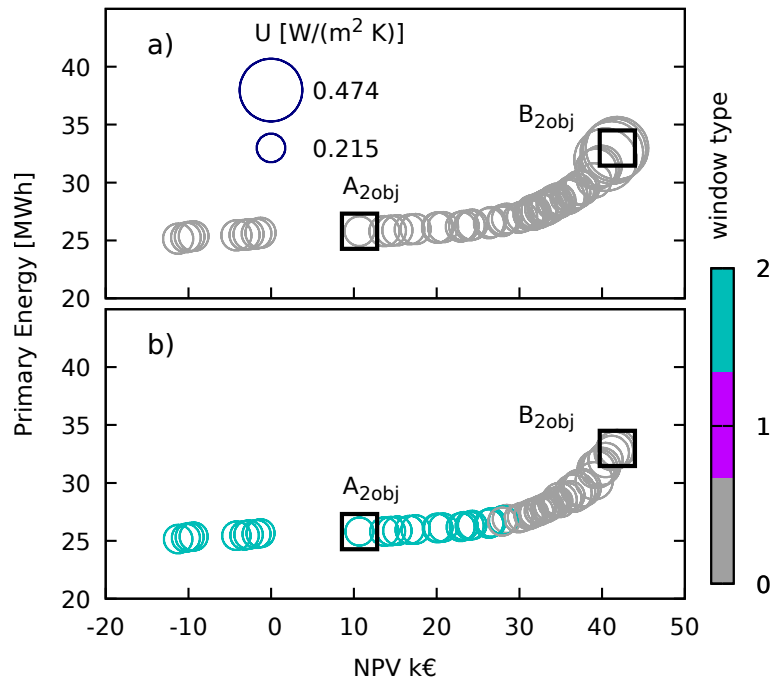 a)
U [W/(m² K)]
0.474
0.215
A2obj
B2obj
45
40
35
30
25
20
Primary Energy [MWh]
b)
A2obj
B2obj
45
40
35
30
25
20
-20 -10 0 10 20 30 40 50
NPV k€
window type
2
1
0